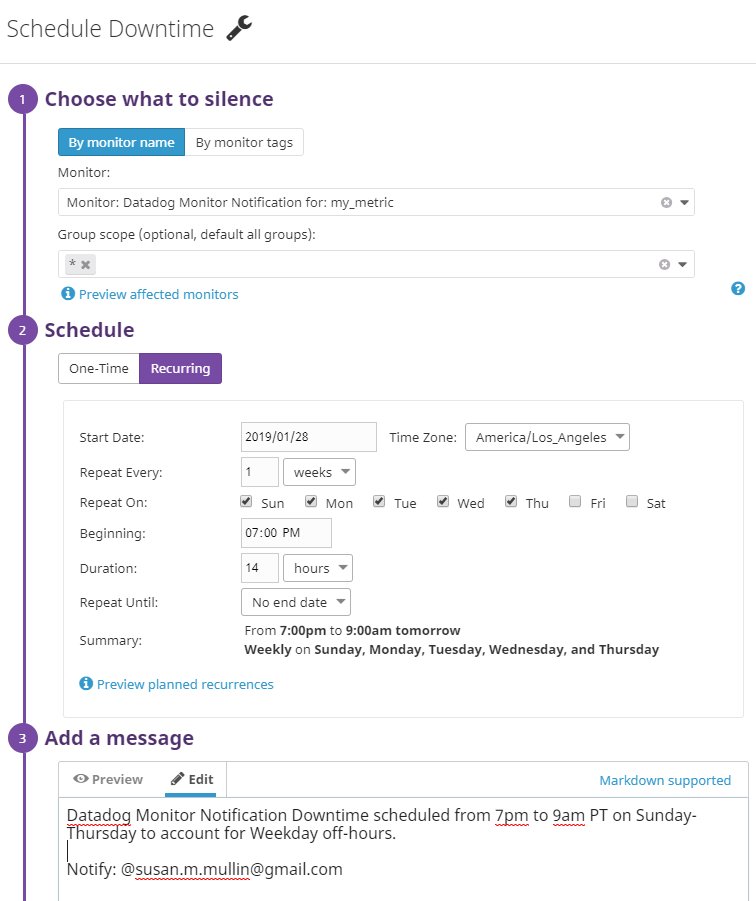 Schedule Downtime
1 Choose what to silence
By monitor name By monitor tags
Monitor:
Monitor: Datadog Monitor Notification for: my_metric
Group scope (optional, default all groups):
*
Preview affected monitors
?
2 Schedule
One-Time Recurring
Start Date: 2019/01/28 Time Zone: America/Los_Angeles
Repeat Every: 1 weeks
Repeat On: Sun Mon Tue Wed Thu Fri Sat
Beginning: 07:00 PM
Duration: 14 hours
Repeat Until: No end date
Summary: From 7:00pm to 9:00am tomorrow
Weekly on Sunday, Monday, Tuesday, Wednesday, and Thursday
Preview planned recurrences
3 Add a message
Preview Edit Markdown supported
Datadog Monitor Notification Downtime scheduled from 7pm to 9am PT on Sunday-
Thursday to account for Weekday off-hours.
Notify: @susan.m.mullin@gmail.com